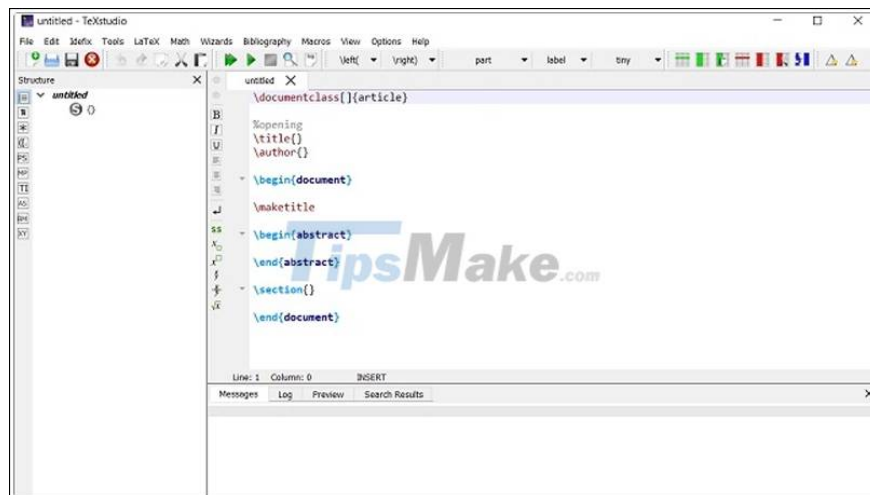 untitled - TeXstudio
File Edit Idefix Tools LaTeX Math Wizards Bibliography Macros View Options Help
\left( \right) part label tiny
Structure
untitled
untitled
{}
\documentclass[]{article}
%opening
\title{}
\author{}
\begin{document}
\maketitle
\begin{abstract}
\end{abstract}
\section{}
\end{document}
TipsMake.com
Line: 1 Column: 0 INSERT
Messages Log Preview Search Results